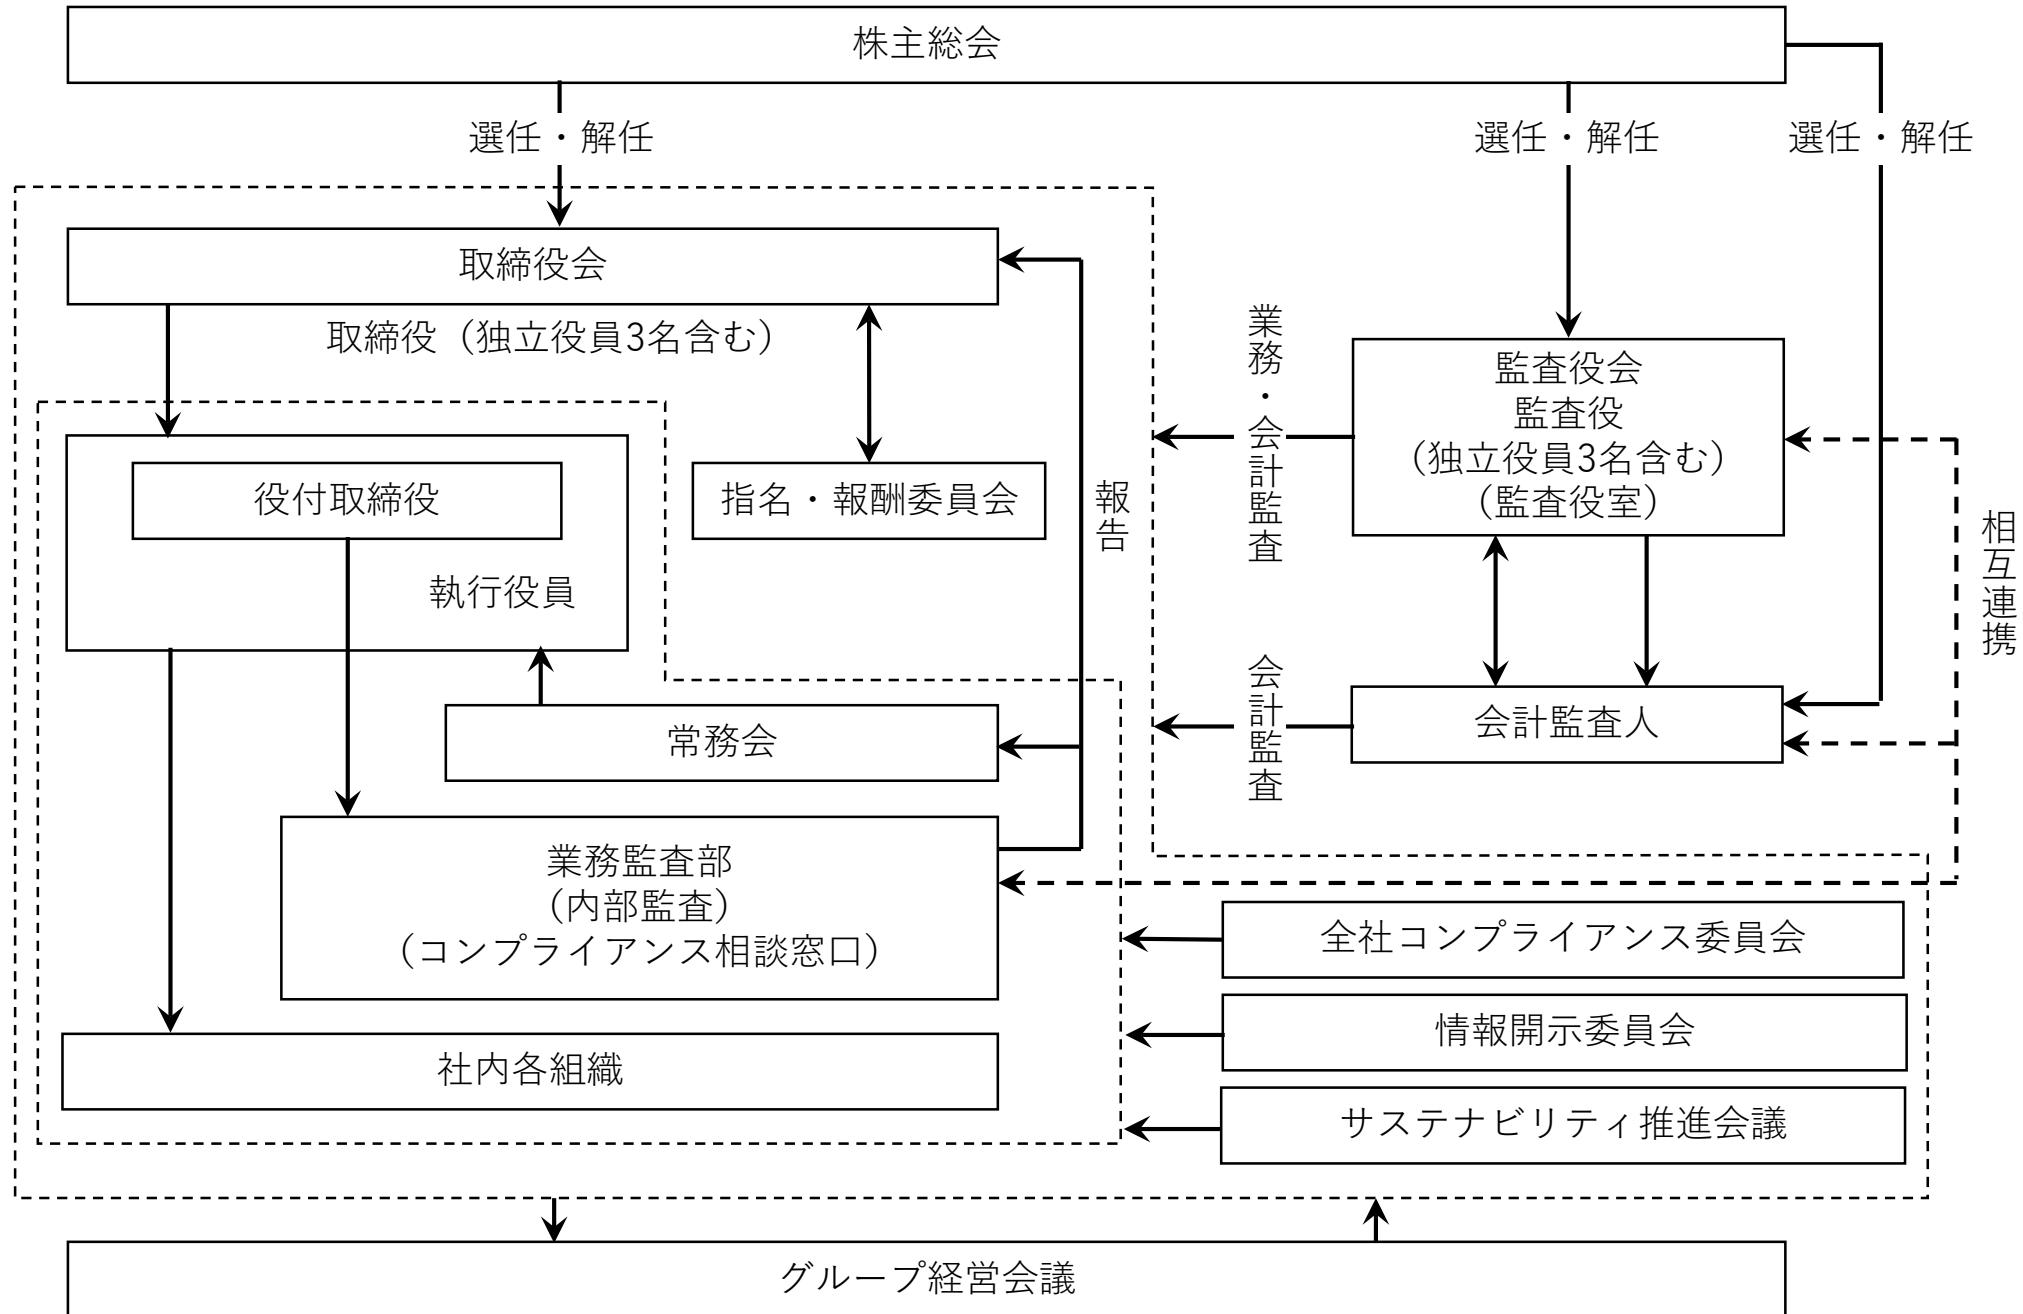 株主総会
選任・解任
選任・解任
選任・解任
取締役会
取締役（独立役員3名含む）
役付取締役
執行役員
指名・報酬委員会
報告
業務・会計監査
監査役会
監査役
（独立役員3名含む）
（監査役室）
相互連携
会計監査
会計監査人
常務会
業務監査部
（内部監査）
（コンプライアンス相談窓口）
全社コンプライアンス委員会
情報開示委員会
サステナビリティ推進会議
社内各組織
グループ経営会議